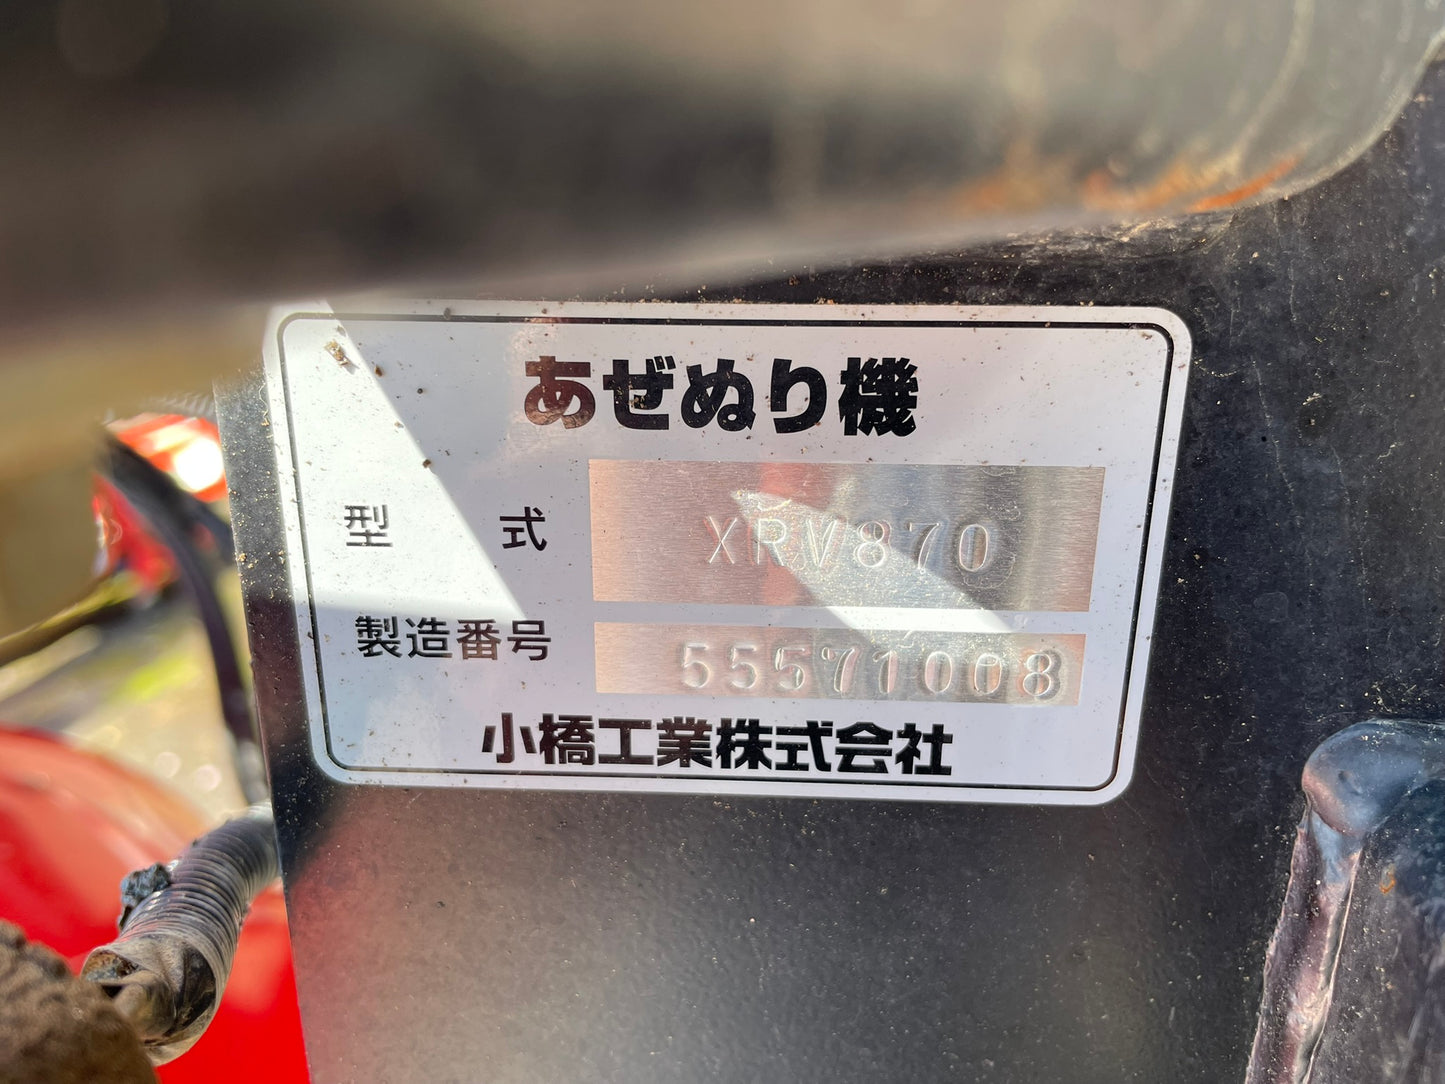 あぜぬり機
型式 XRV870
製造番号 55571008
小橋工業株式会社